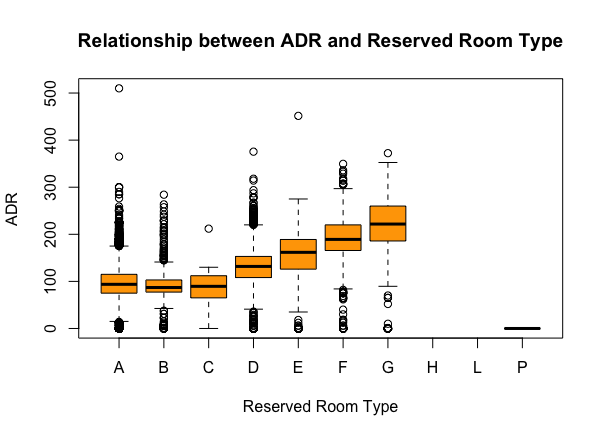 Relationship between ADR and Reserved Room Type
ADR
500
400
300
200
100
0
A B C D E F G H L P
Reserved Room Type